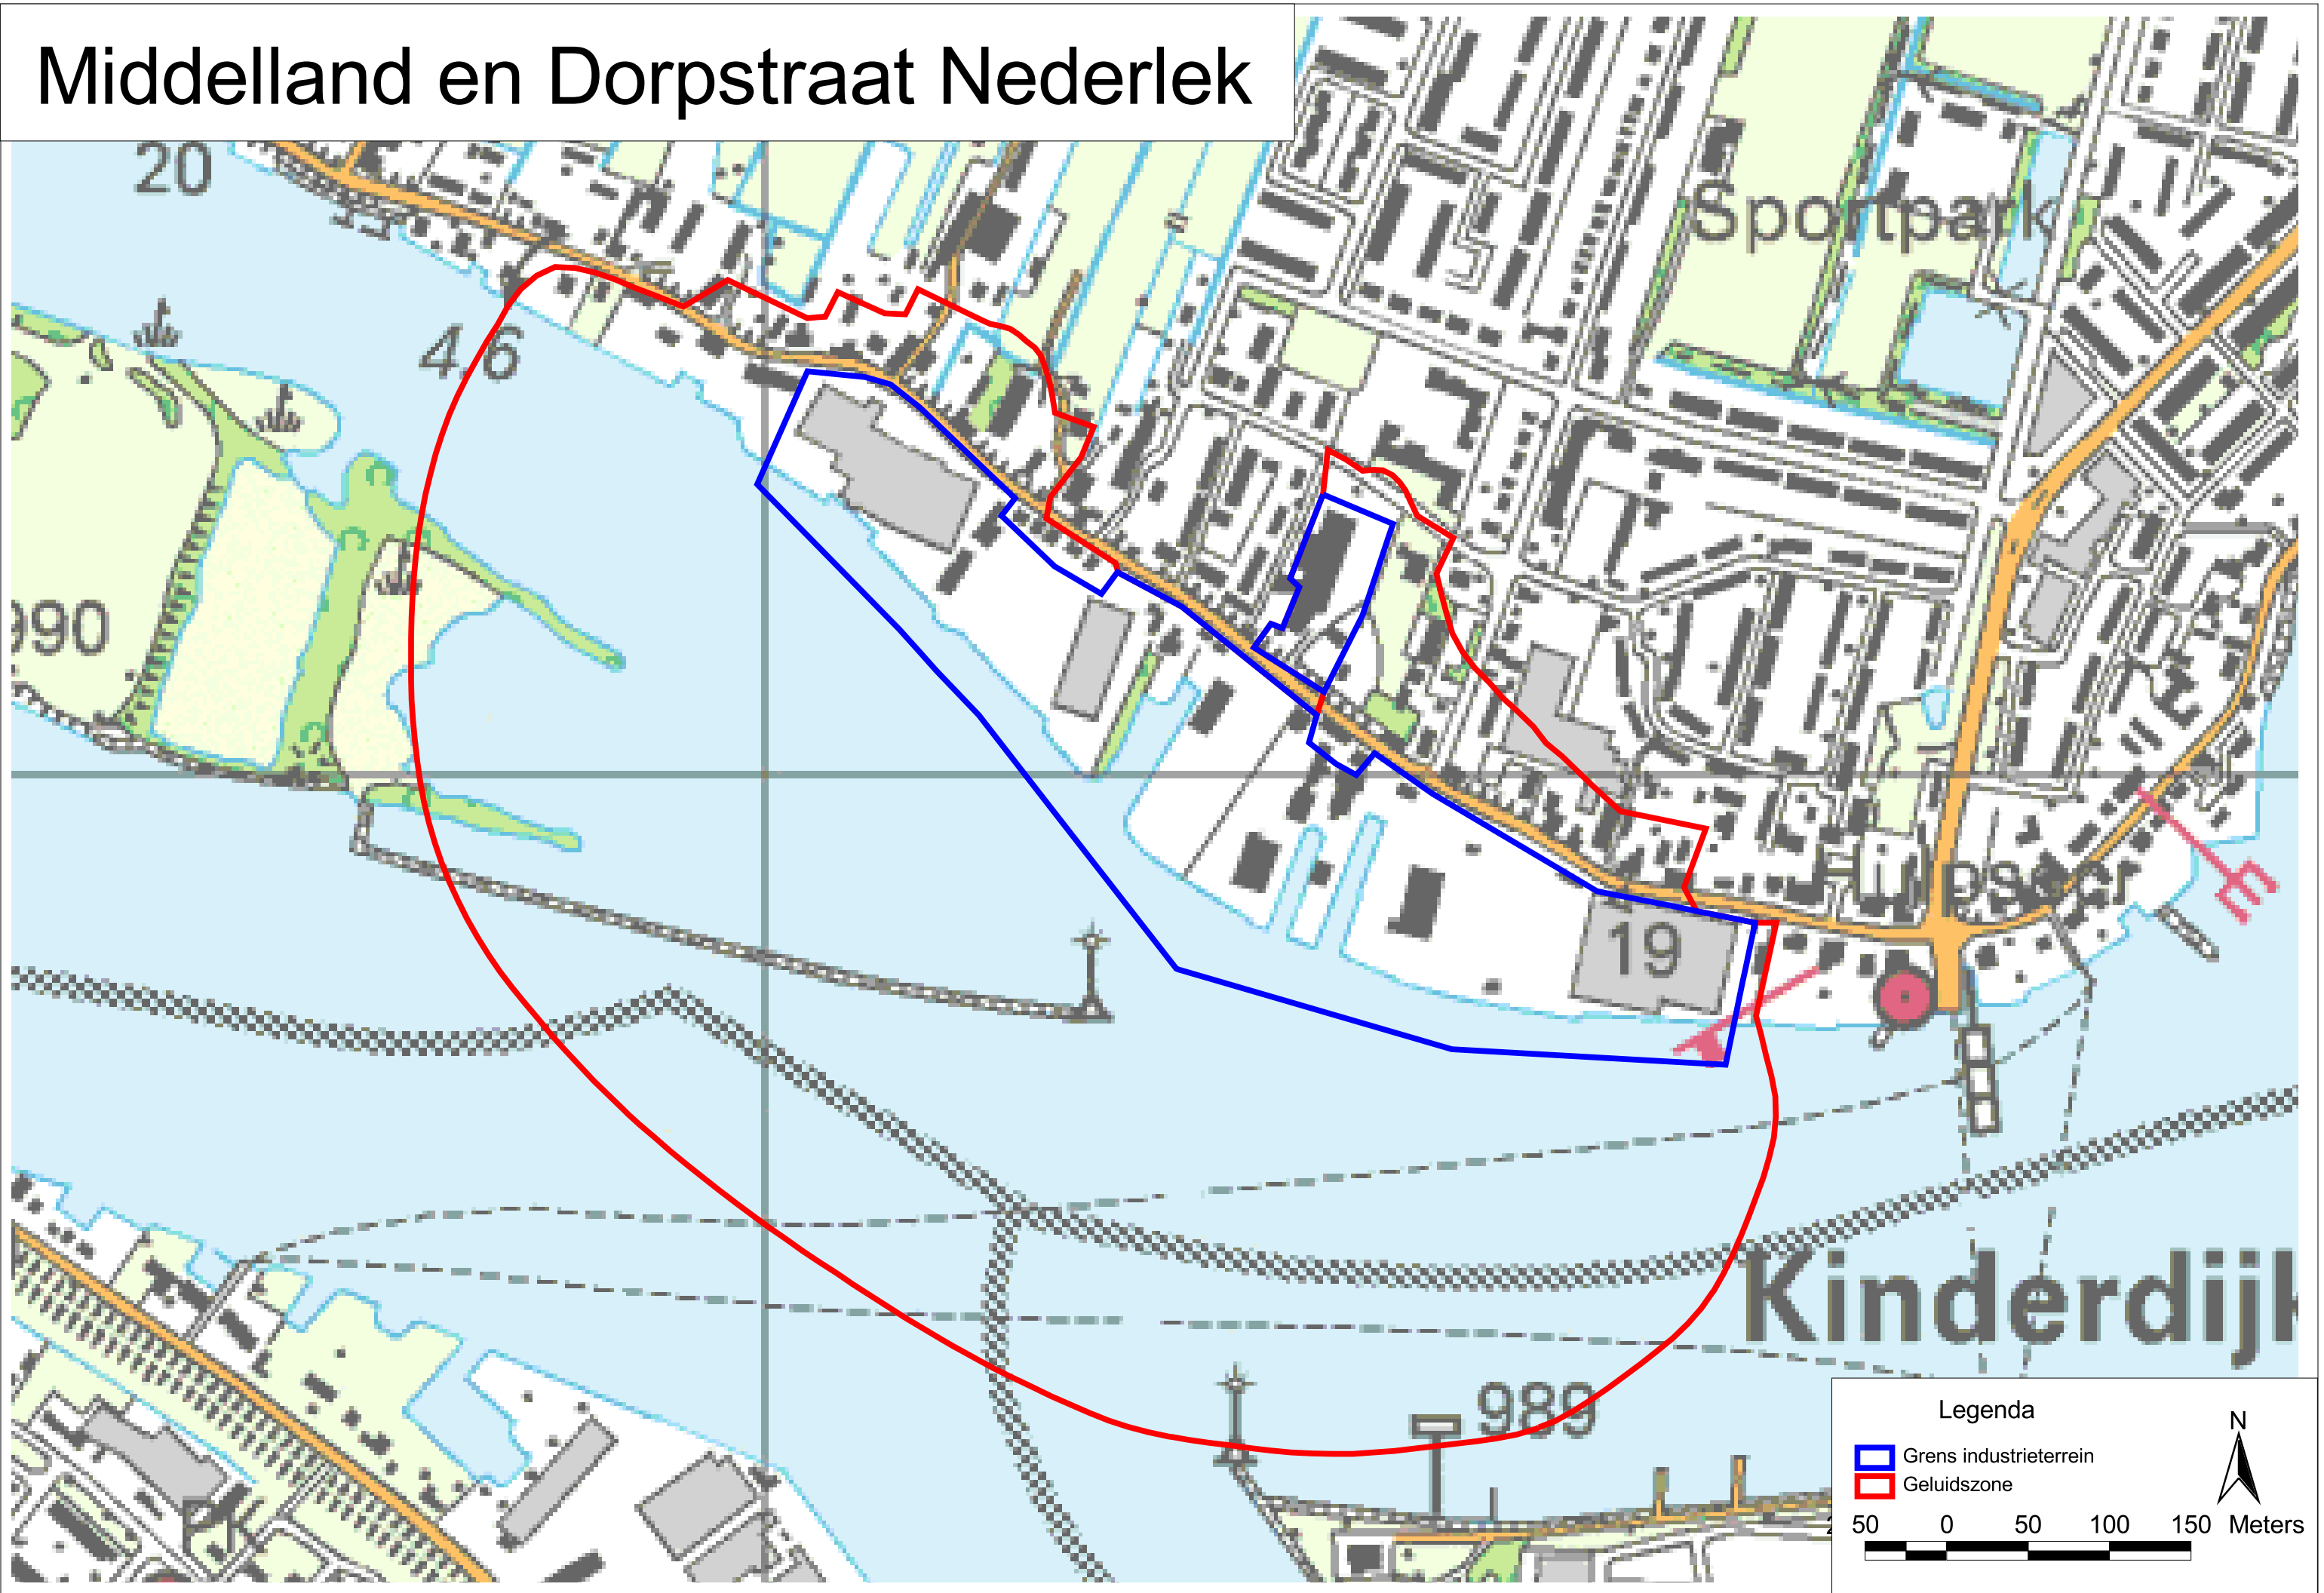 Middelland en Dorpstraat Nederlek
20
Sportpark
4.6
990
19
Kinderdijk
989
Legenda
N
Grens industrieterrein
Geluidszone
50 0 50 100 150 Meters